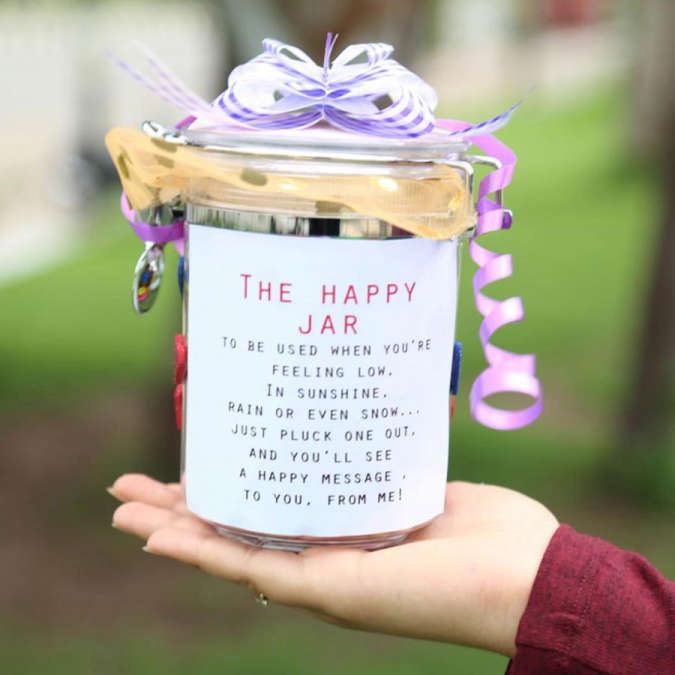 THE HAPPY
JAR
TO BE USED WHEN YOU'RE
FEELING LOW.
IN SUNSHINE,
RAIN OR EVEN SNOW...
JUST PLUCK ONE OUT,
AND YOU'LL SEE
A HAPPY MESSAGE,
TO YOU, FROM ME!